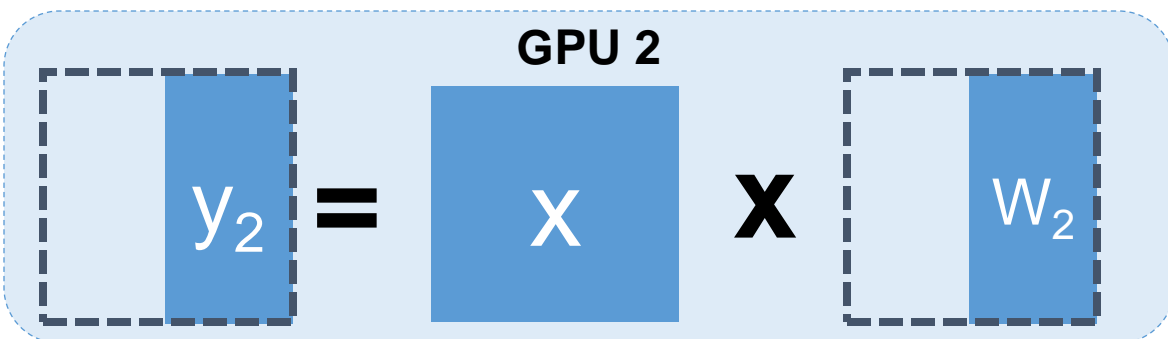 GPU 2
y₂ = x x W₂